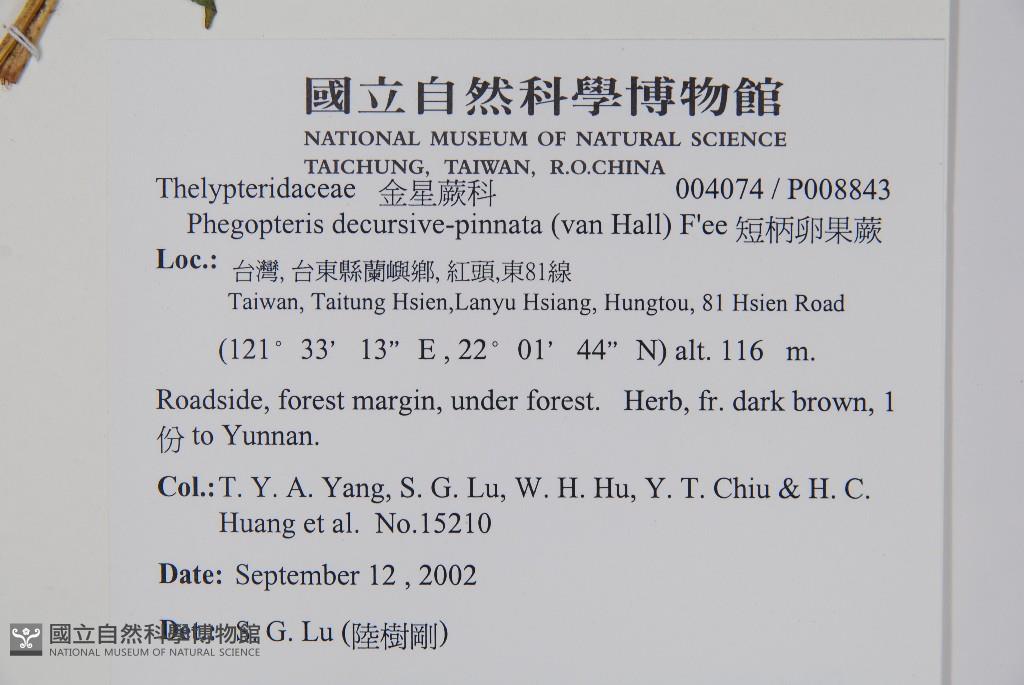 國立自然科學博物館
NATIONAL MUSEUM OF NATURAL SCIENCE
TAICHUNG, TAIWAN, R.O.CHINA
Thelypteridaceae 金星蕨科 004074 / P008843
Phegopteris decursive-pinnata (van Hall) F'ee 短柄卵果蕨
Loc.: 台灣, 台東縣蘭嶼鄉, 紅頭,東81線
Taiwan, Taitung Hsien,Lanyu Hsiang, Hungtou, 81 Hsien Road
(121° 33’ 13” E , 22° 01’ 44” N) alt. 116 m.
Roadside, forest margin, under forest. Herb, fr. dark brown, 1
份 to Yunnan.
Col.: T. Y. A. Yang, S. G. Lu, W. H. Hu, Y. T. Chiu & H. C.
Huang et al. No.15210
Date: September 12 , 2002
Det.: S. G. Lu (陸樹剛)
國立自然科學博物館
NATIONAL MUSEUM OF NATURAL SCIENCE